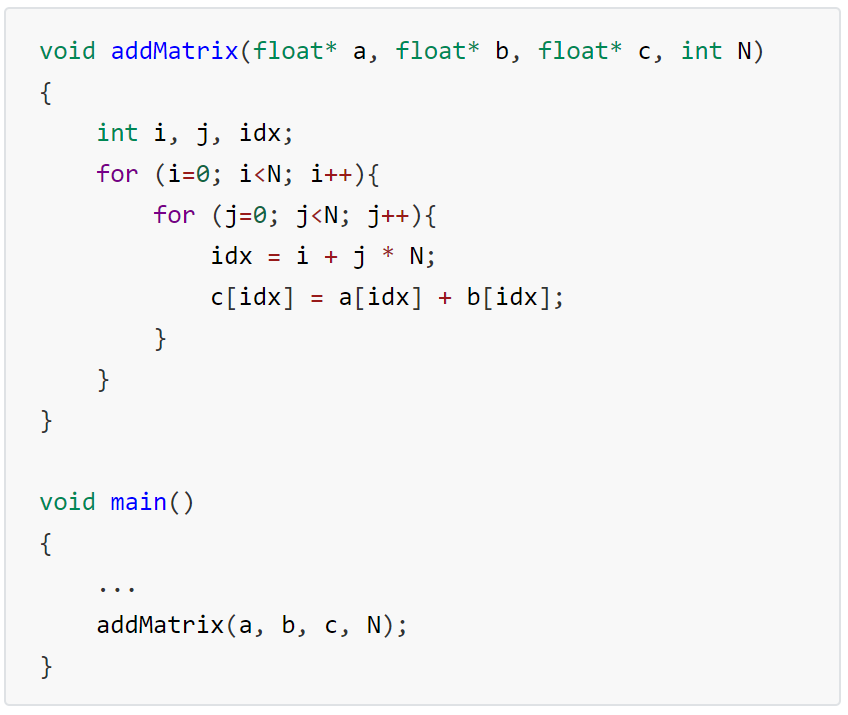 void addMatrix(float* a, float* b, float* c, int N)
{
    int i, j, idx;
    for (i=0; i<N; i++){
        for (j=0; j<N; j++){
            idx = i + j * N;
            c[idx] = a[idx] + b[idx];
        }
    }
}

void main()
{
    ...
    addMatrix(a, b, c, N);
}